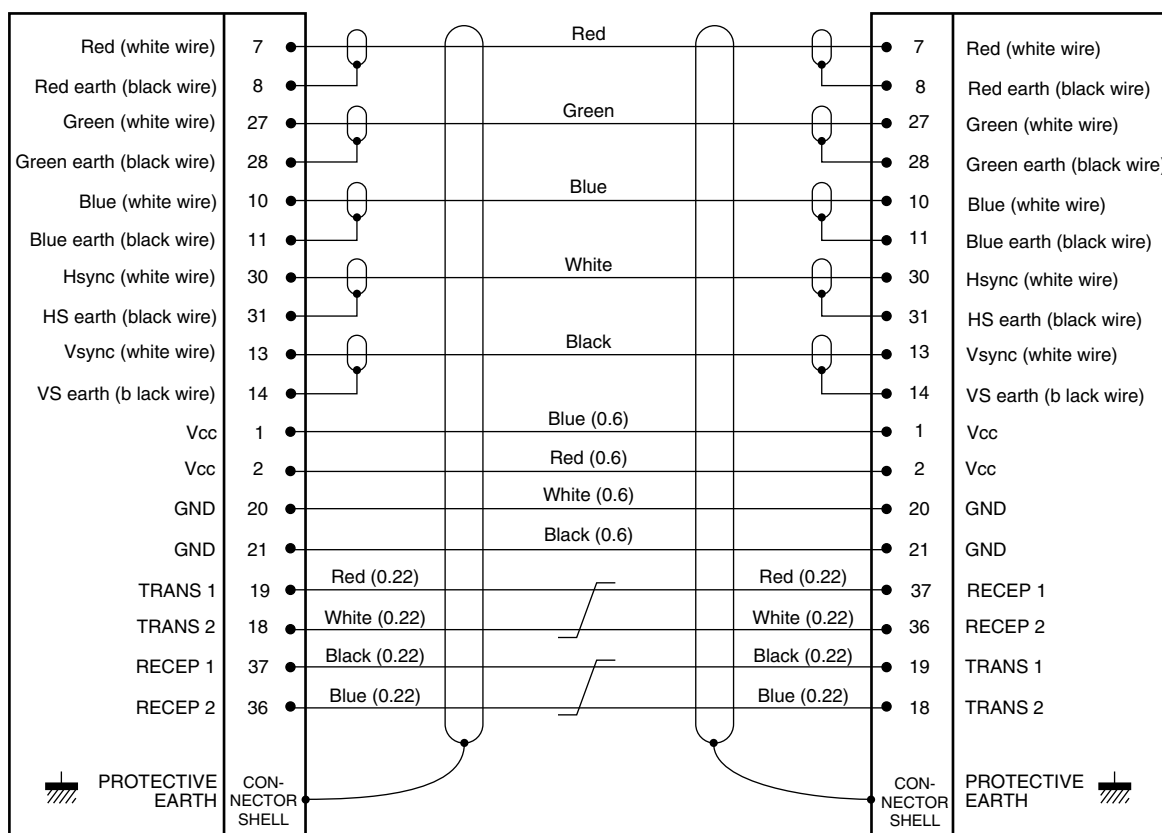 Red (white wire) 7 Red 7 Red (white wire)
Red earth (black wire) 8 8 Red earth (black wire)
Green (white wire) 27 Green 27 Green (white wire)
Green earth (black wire) 28 28 Green earth (black wire)
Blue (white wire) 10 Blue 10 Blue (white wire)
Blue earth (black wire) 11 11 Blue earth (black wire)
Hsync (white wire) 30 White 30 Hsync (white wire)
HS earth (black wire) 31 31 HS earth (black wire)
Vsync (white wire) 13 Black 13 Vsync (white wire)
VS earth (b lack wire) 14 14 VS earth (b lack wire)
Vcc 1 Blue (0.6) 1 Vcc
Vcc 2 Red (0.6) 2 Vcc
GND 20 White (0.6) 20 GND
GND 21 Black (0.6) 21 GND
TRANS 1 19 Red (0.22) Red (0.22) 37 RECEP 1
TRANS 2 18 White (0.22) White (0.22) 36 RECEP 2
RECEP 1 37 Black (0.22) Black (0.22) 19 TRANS 1
RECEP 2 36 Blue (0.22) Blue (0.22) 18 TRANS 2
PROTECTIVE CON- CON- PROTECTIVE
EARTH NECTOR NECTOR EARTH
SHELL SHELL